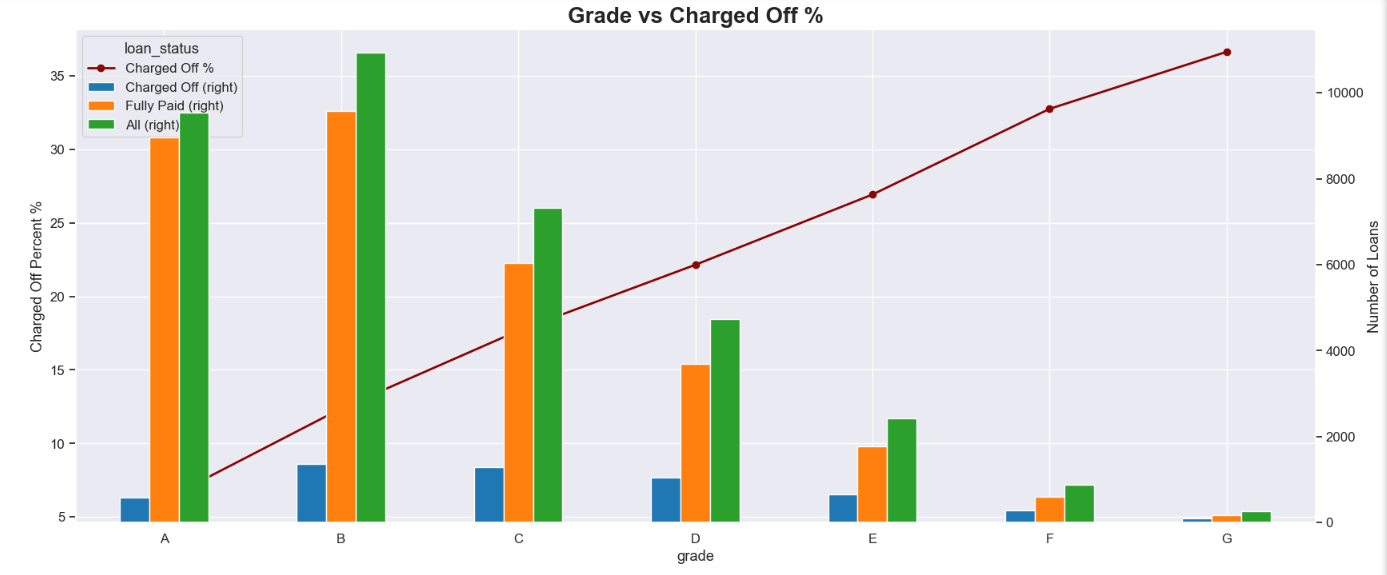 Grade vs Charged Off %
loan_status
Charged Off %
Charged Off (right)
Fully Paid (right)
All (right)
35
30
25
20
15
10
5
Charged Off Percent %
10000
8000
6000
4000
2000
0
Number of Loans
A B C D E F G
grade